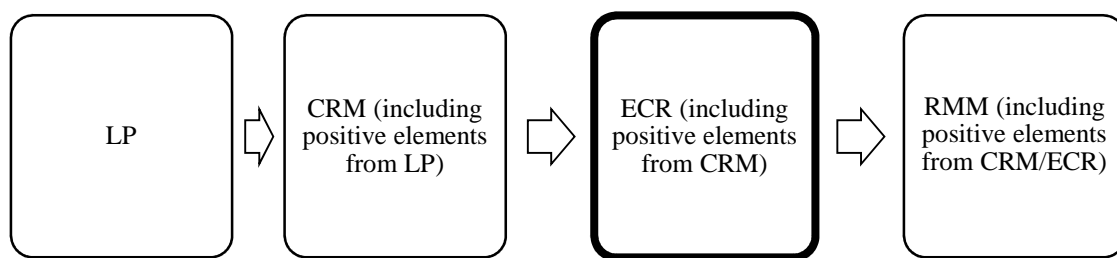 LP
CRM (including
positive elements
from LP)
ECR (including
positive elements
from CRM)
RMM (including
positive elements
from CRM/ECR)